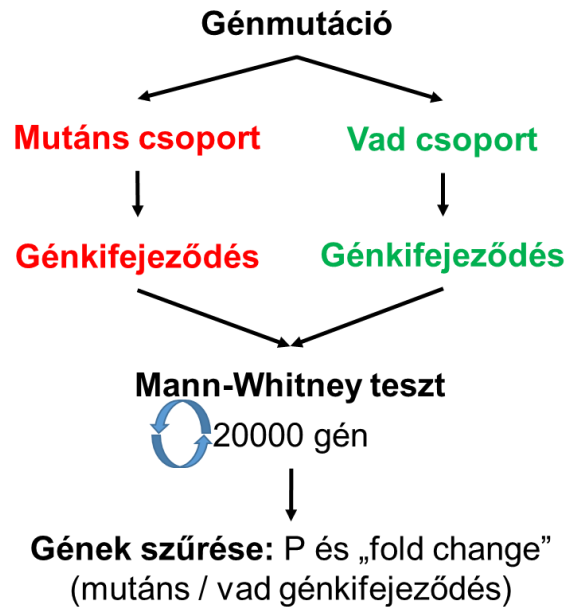 Génmutáció
Mutáns csoport
Vad csoport
Génkifejeződés
Génkifejeződés
Mann-Whitney teszt
20000 gén
Gének szűrése: P és „fold change”
(mutáns / vad génkifejeződés)